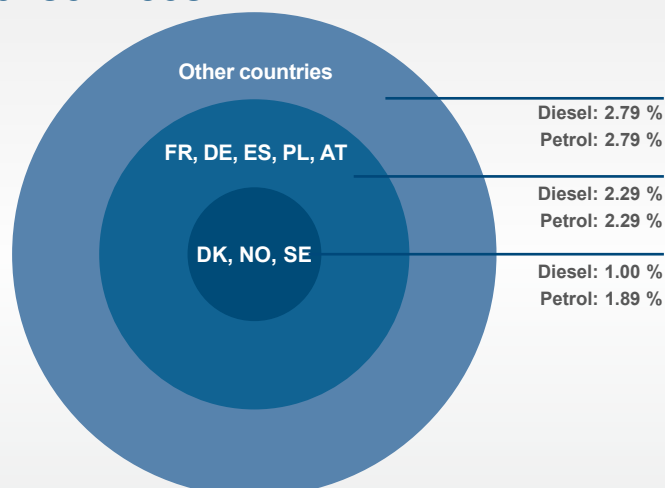 Other countries
Diesel: 2.79 %
Petrol: 2.79 %
FR, DE, ES, PL, AT
Diesel: 2.29 %
Petrol: 2.29 %
DK, NO, SE
Diesel: 1.00 %
Petrol: 1.89 %